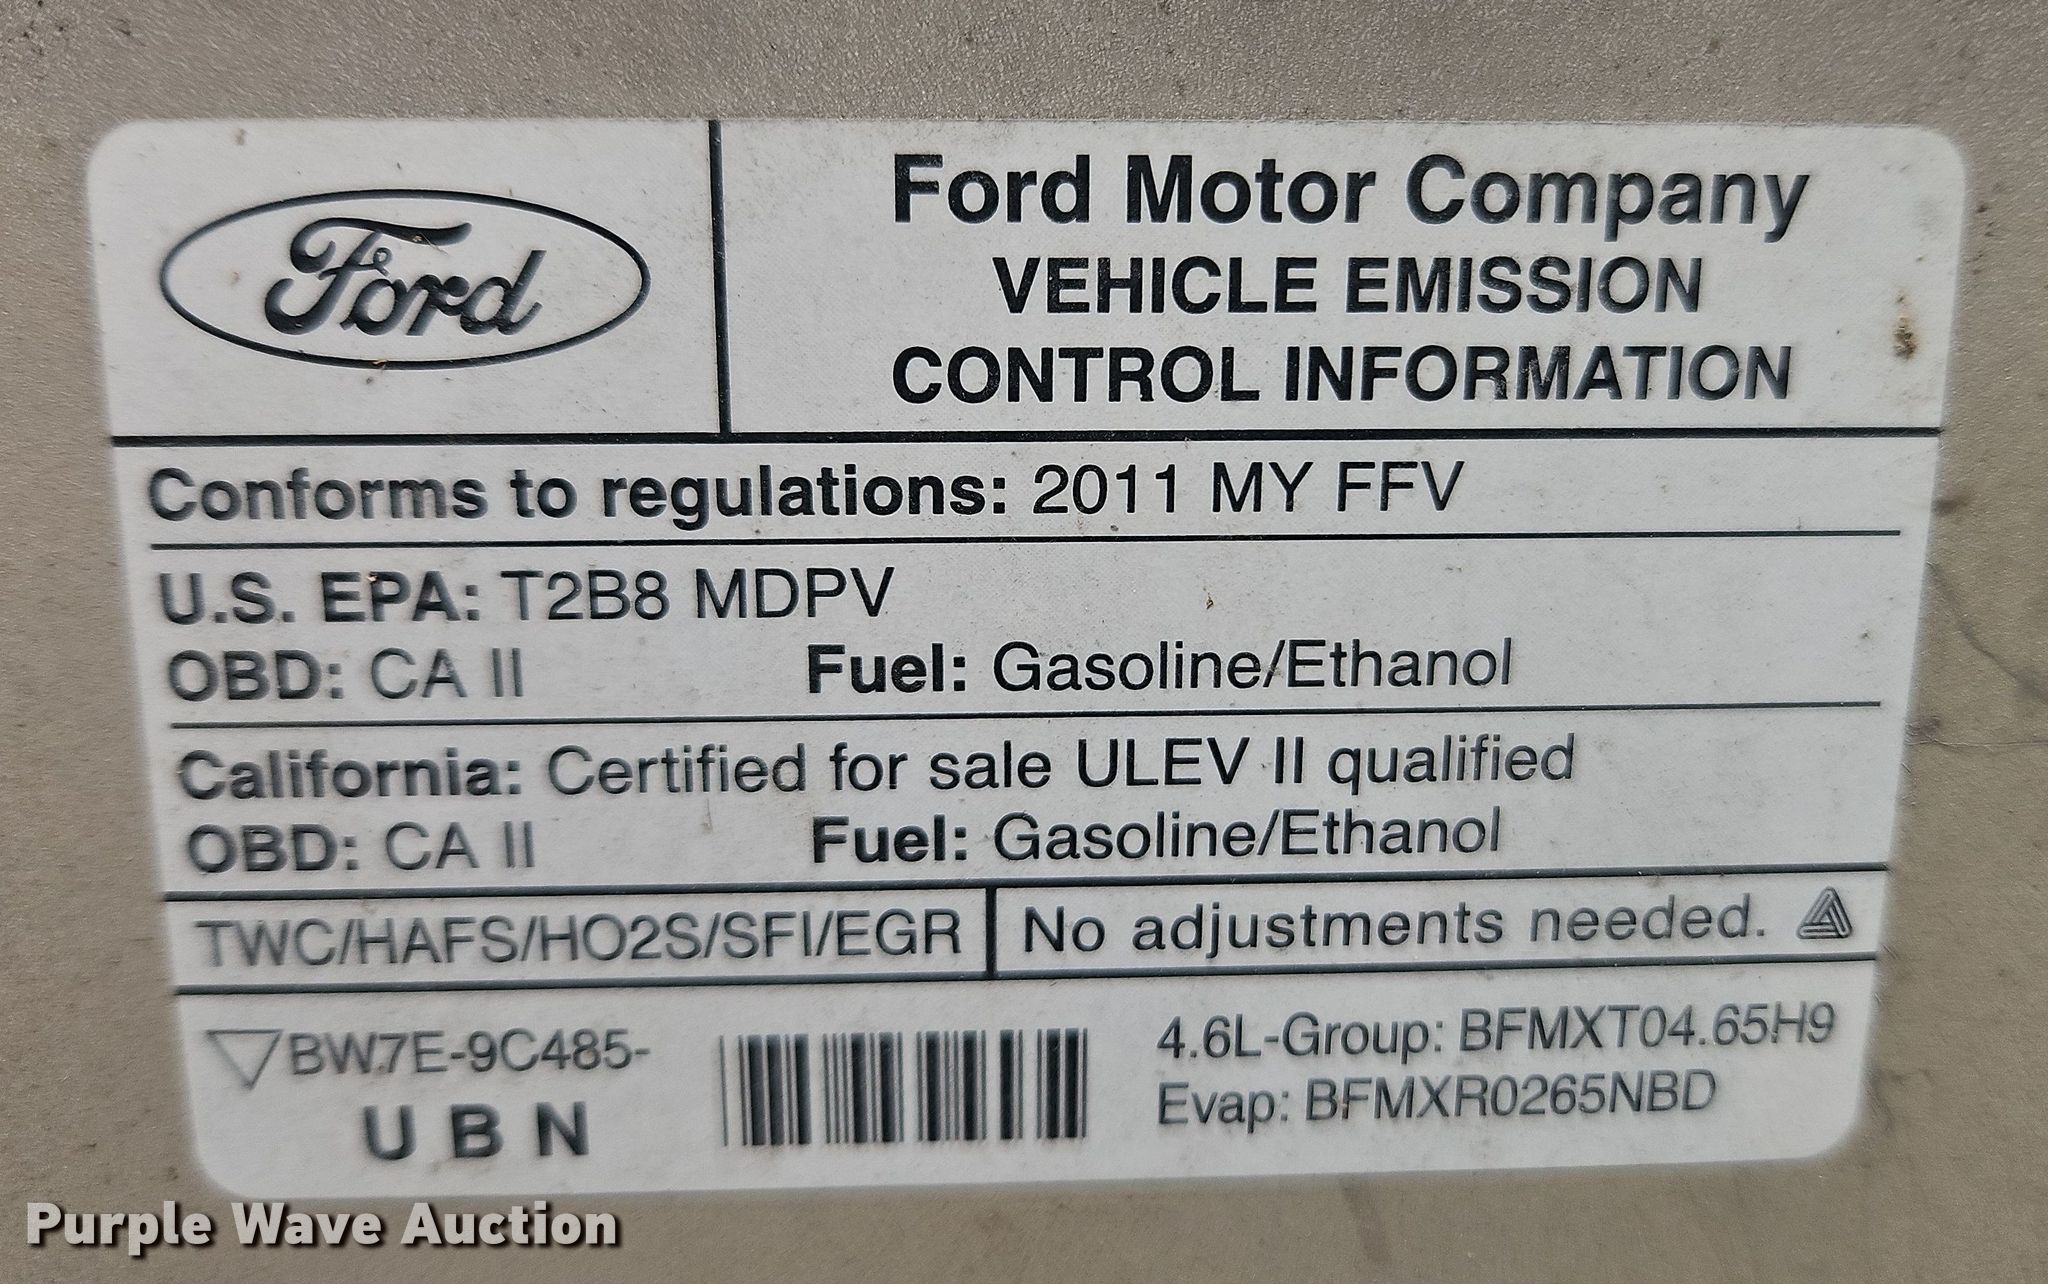 Ford
Ford Motor Company
VEHICLE EMISSION
CONTROL INFORMATION
Conforms to regulations: 2011 MY FFV
U.S. EPA: T2B8 MDPV
OBD: CA II Fuel: Gasoline/Ethanol
California: Certified for sale ULEV II qualified
OBD: CA II Fuel: Gasoline/Ethanol
TWC/HAFS/HO2S/SFI/EGR No adjustments needed.
BW7E-9C485-
UBN
4.6L-Group: BFMXT04.65H9
Evap: BFMXR0265NBD
Purple Wave Auction